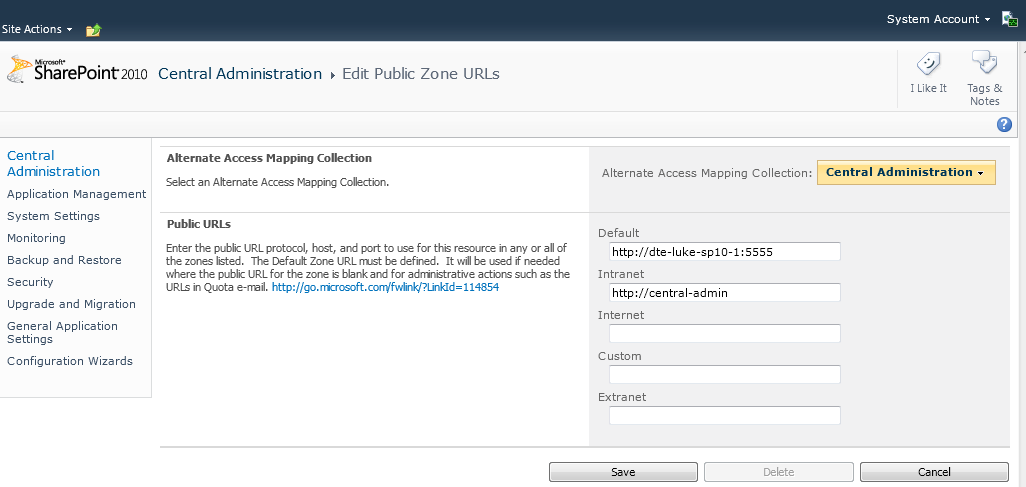 Site Actions
System Account
Microsoft®
SharePoint 2010
Central Administration
Edit Public Zone URLs
I Like It
Tags &
Notes
Central
Administration
Application Management
System Settings
Monitoring
Backup and Restore
Security
Upgrade and Migration
General Application
Settings
Configuration Wizards
Alternate Access Mapping Collection
Select an Alternate Access Mapping Collection.
Alternate Access Mapping Collection: Central Administration
Public URLs
Enter the public URL protocol, host, and port to use for this resource in any or all of
the zones listed. The Default Zone URL must be defined. It will be used if needed
where the public URL for the zone is blank and for administrative actions such as the
URLs in Quota e-mail. http://go.microsoft.com/fwlink/?LinkId=114854
Default
http://dte-luke-sp10-1:5555
Intranet
http://central-admin
Internet
Custom
Extranet
Save
Delete
Cancel